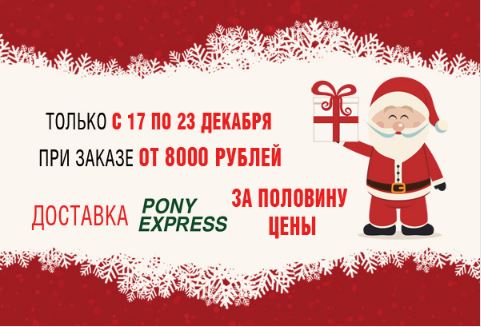 ТОЛЬКО С 17 ПО 23 ДЕКАБРЯ
ПРИ ЗАКАЗЕ ОТ 8000 РУБЛЕЙ
ДОСТАВКА
PONY
EXPRESS
ЗА ПОЛОВИНУ
ЦЕНЫ